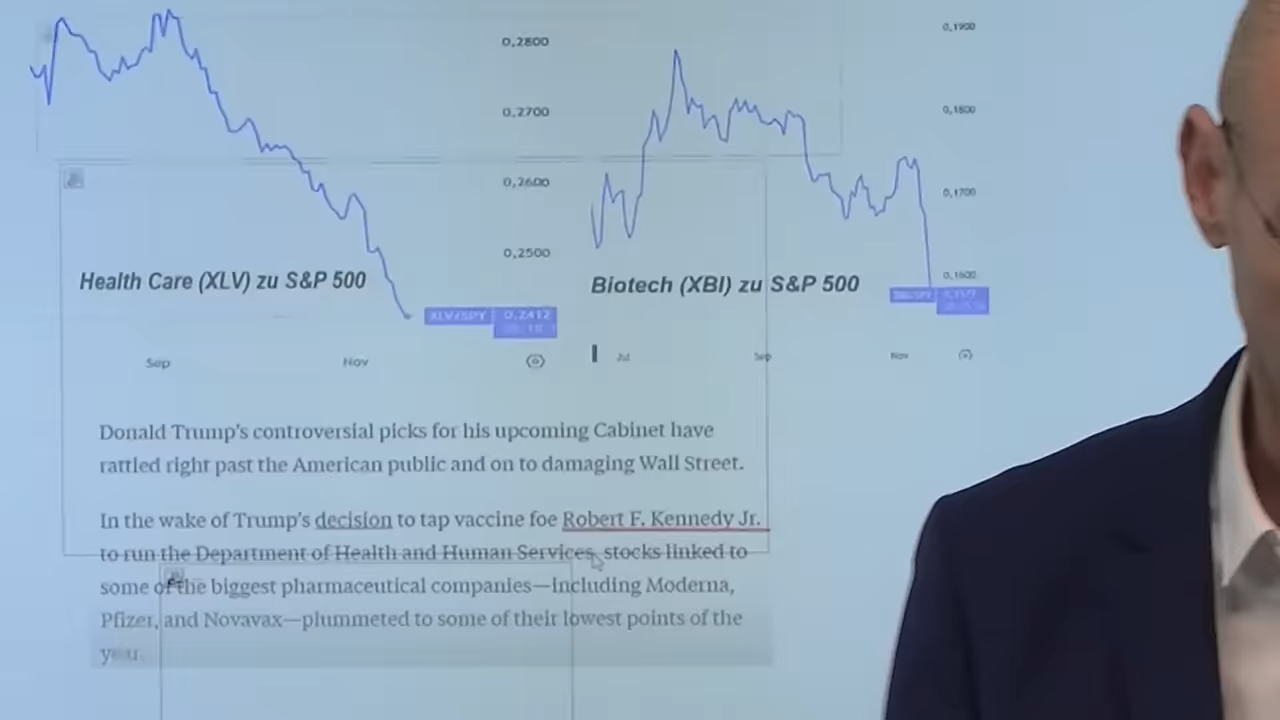 0,2800
0,2700
0,2600
0,2500
Health Care (XLV) zu S&P 500
XLV/SPY 0,2412
Sep Nov
0,1900
0,1800
0,1700
0,1600
Biotech (XBI) zu S&P 500
Jul Sep Nov
Donald Trump's controversial picks for his upcoming Cabinet have
rattled right past the American public and on to damaging Wall Street.
In the wake of Trump's decision to tap vaccine foe Robert F. Kennedy Jr.
to run the Department of Health and Human Services, stocks linked to
some of the biggest pharmaceutical companies—including Moderna,
Pfizer, and Novavax—plummeted to some of their lowest points of the
year.